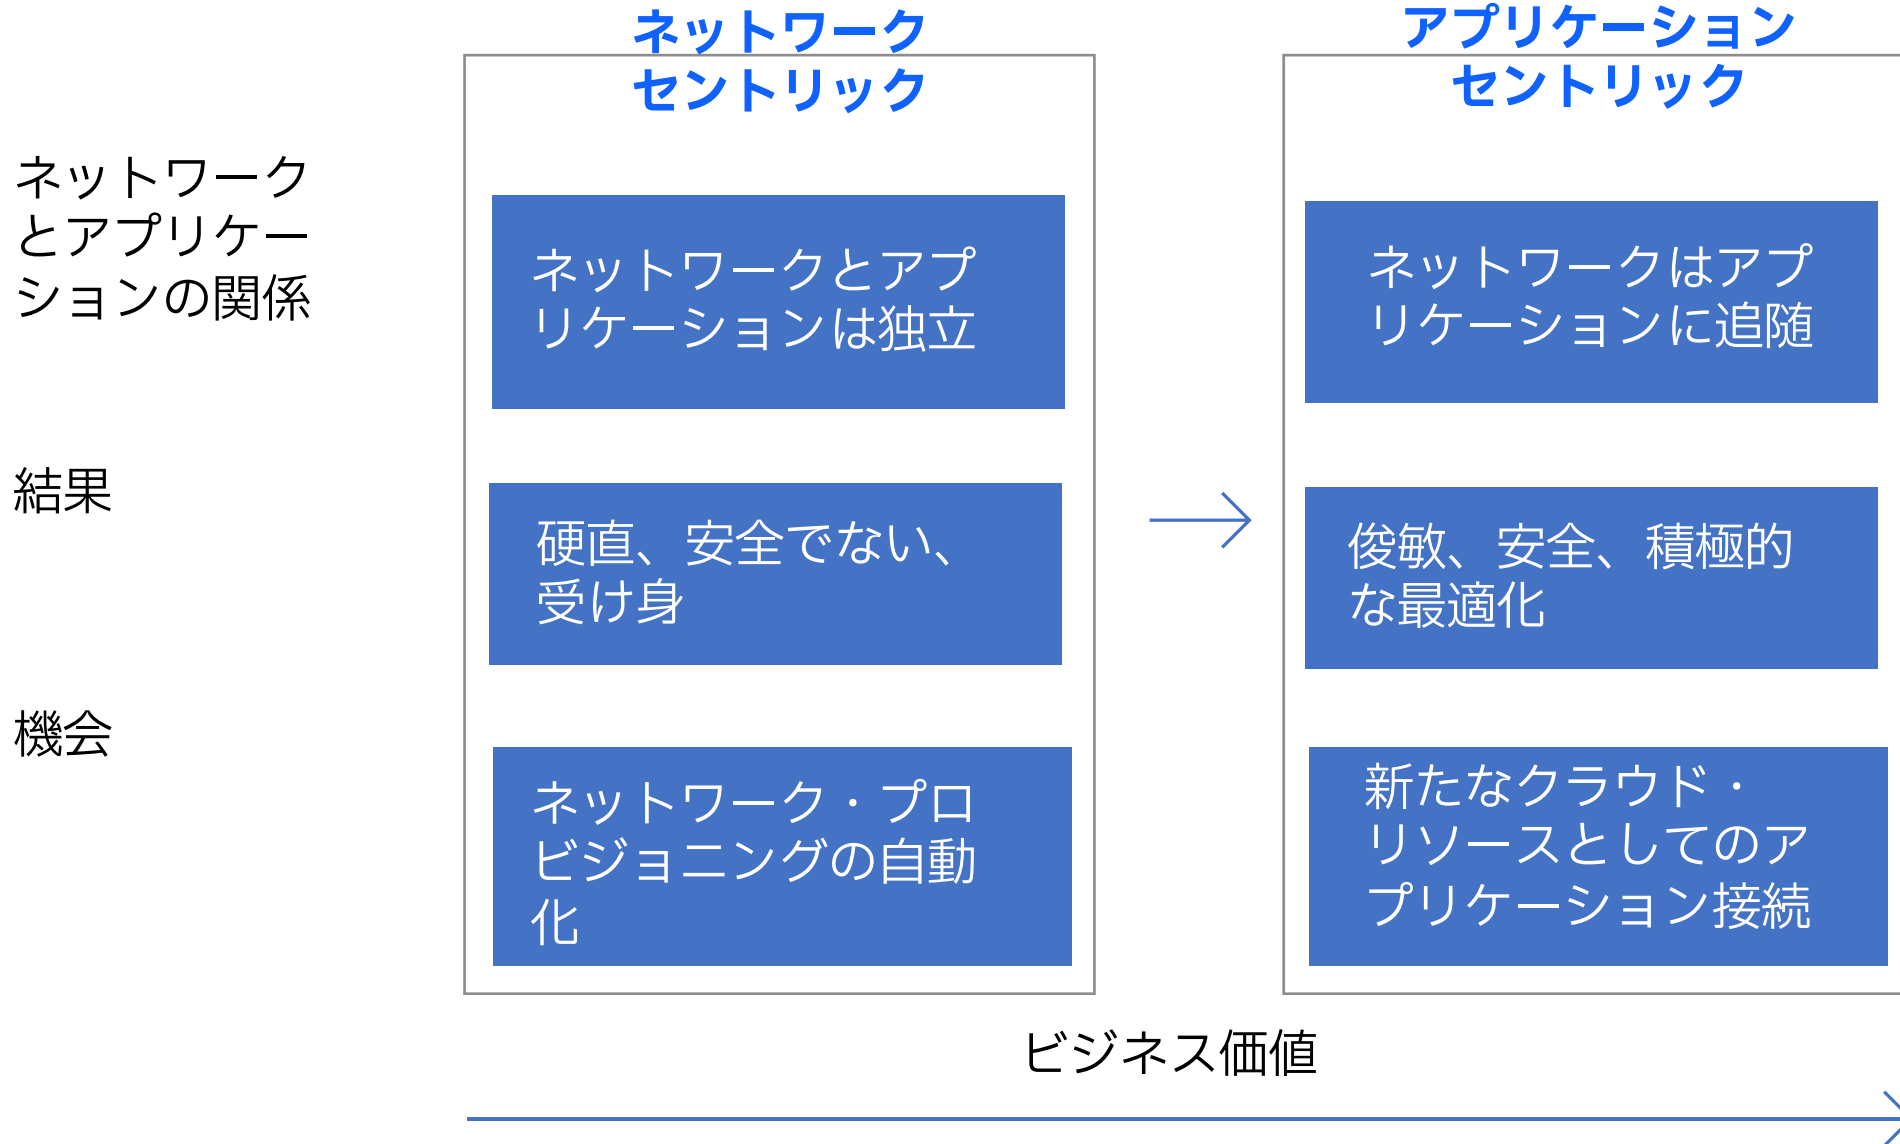 ネットワーク
セントリック
アプリケーション
セントリック
ネットワーク
とアプリケー
ションの関係
ネットワークとアプ
リケーションは独立
ネットワークはアプ
リケーションに追随
結果
硬直、安全でない、
受け身
俊敏、安全、積極的
な最適化
機会
ネットワーク・プロ
ビジョニングの自動
化
新たなクラウド・
リソースとしてのア
プリケーション接続
ビジネス価値